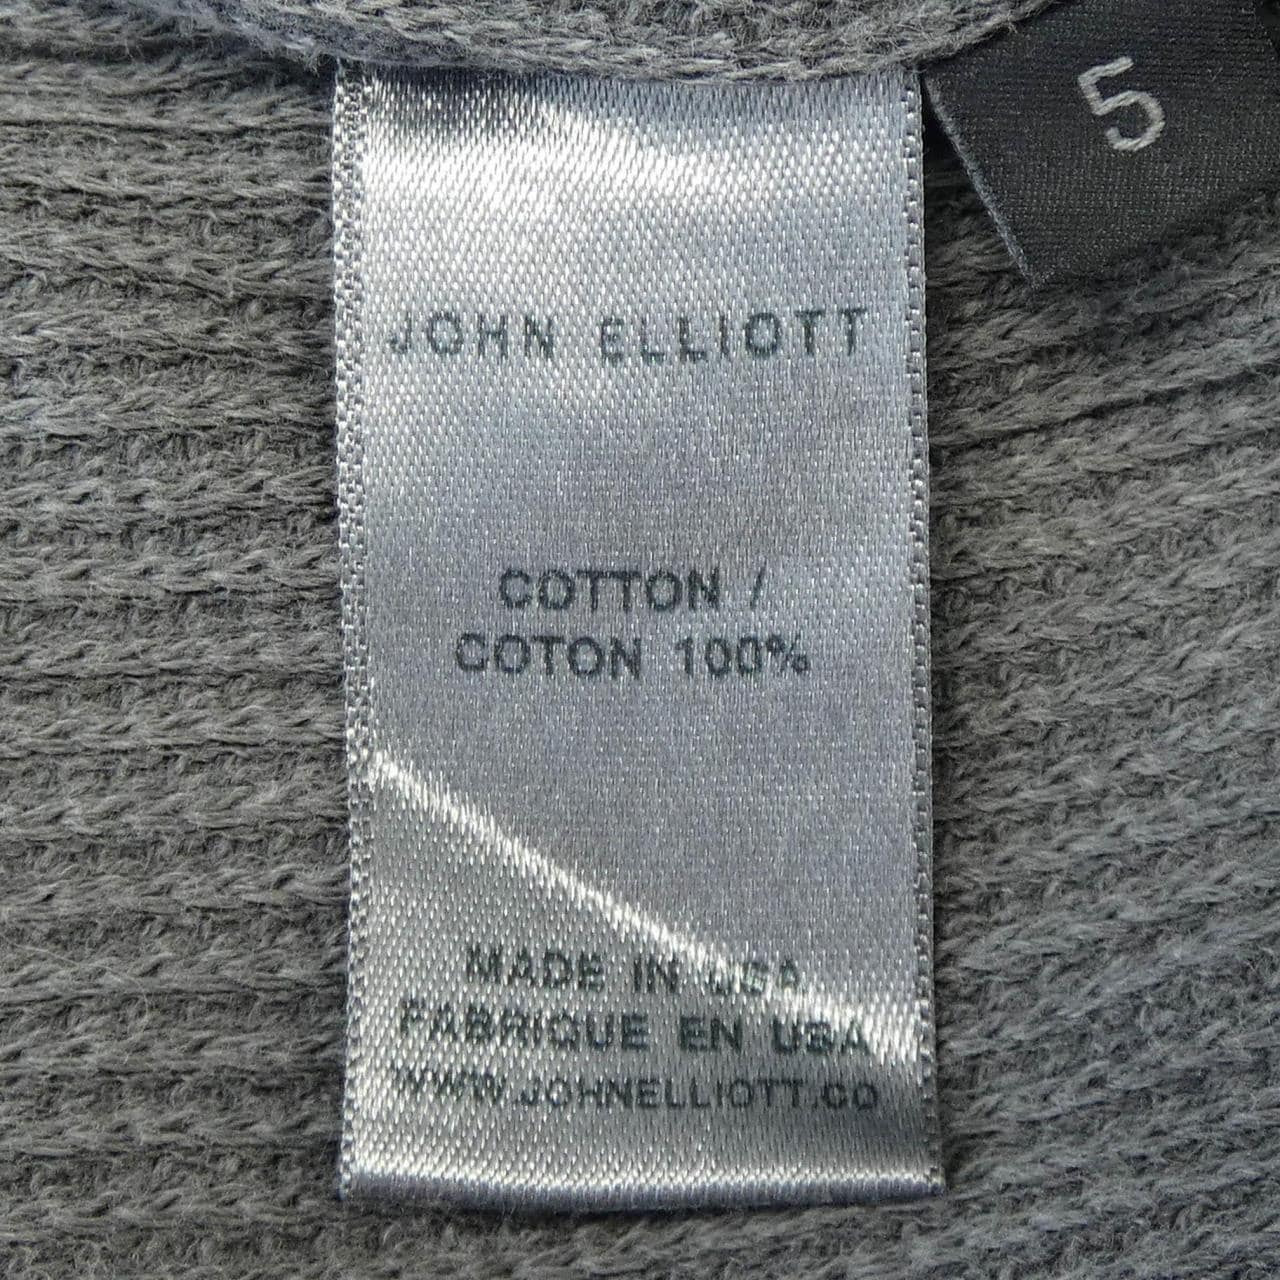 5
JOHN ELLIOTT
COTTON /
COTON 100%
MADE IN USA
FABRIQUE EN USA
WWW.JOHNELLIOTT.CO